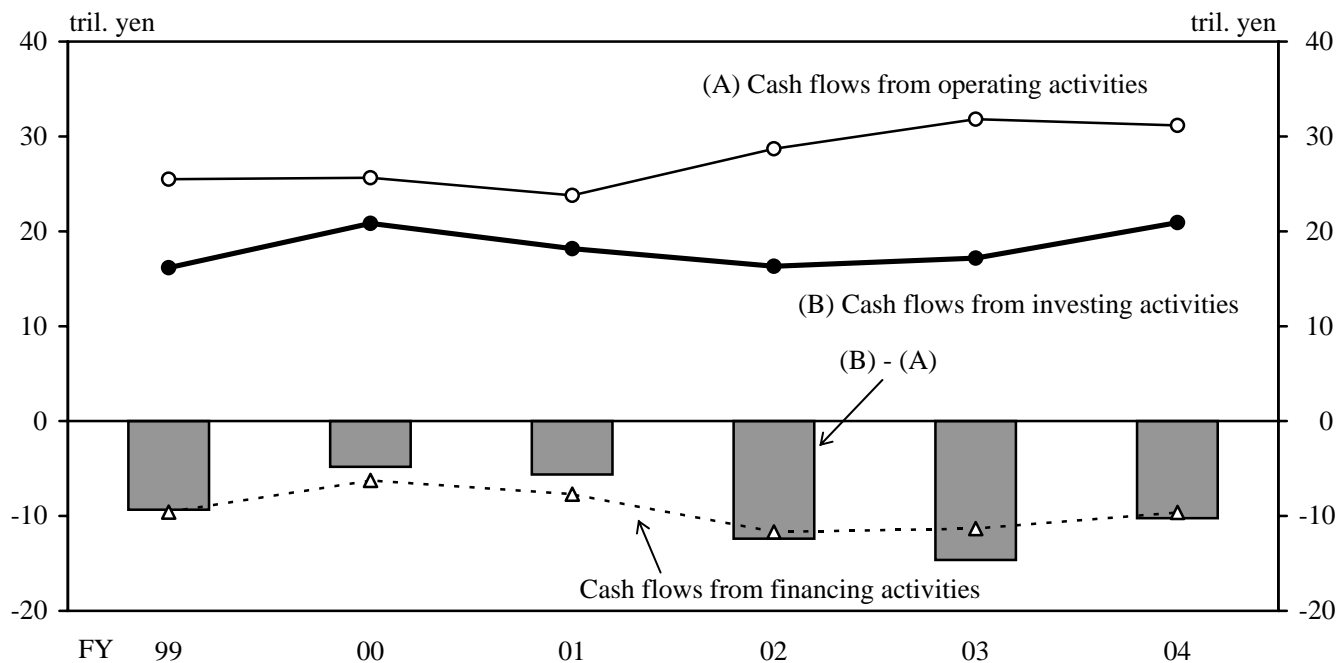 tril. yen tril. yen
40 40
(A) Cash flows from operating activities
30 30
20 20
(B) Cash flows from investing activities
10 10
(B) - (A)
0 0
-10 -10
Cash flows from financing activities
-20 -20
FY 99 00 01 02 03 04